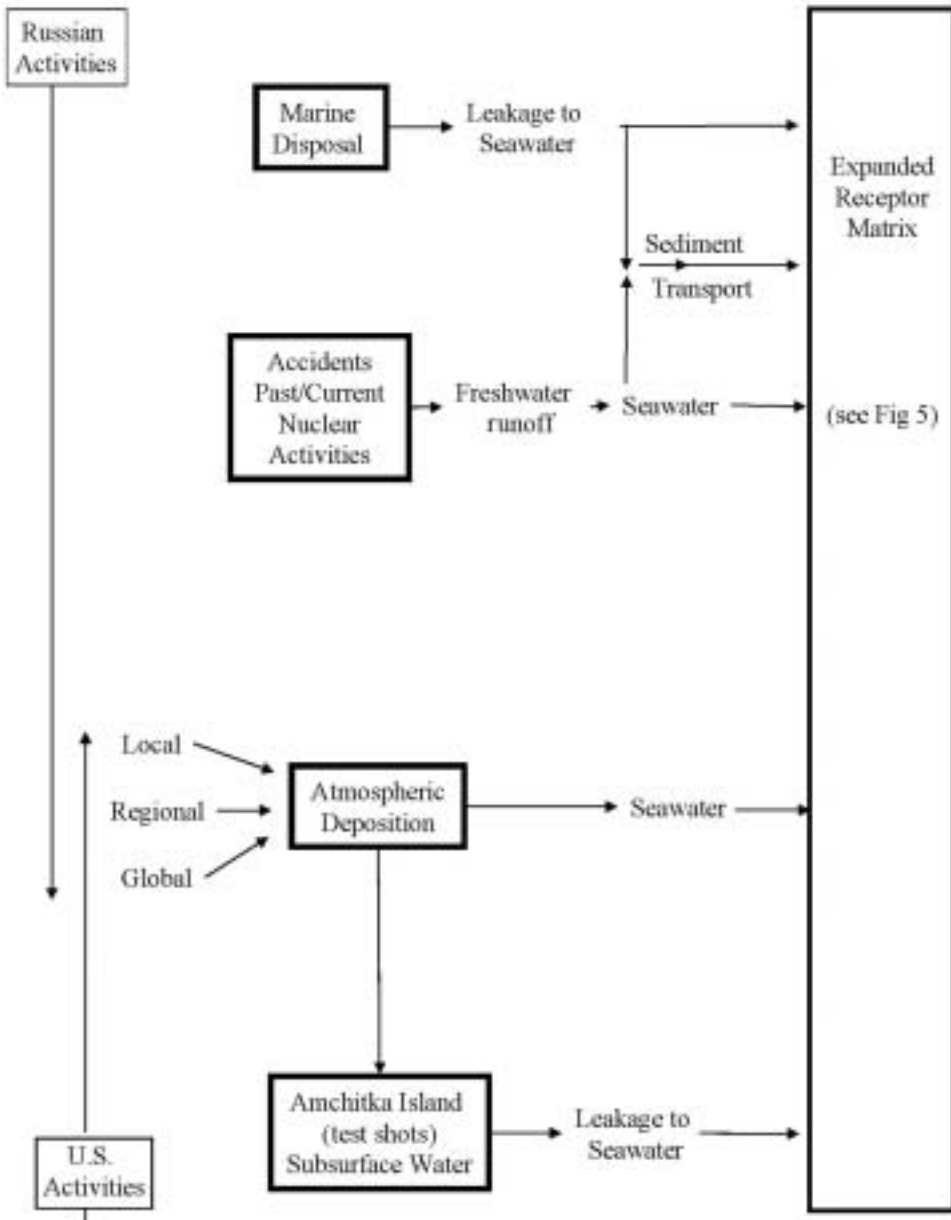 Russian
Activities
Marine
Disposal
Leakage to
Seawater
Expanded
Receptor
Matrix
Sediment
Transport
Accidents
Past/Current
Nuclear
Activities
Freshwater
runoff
Seawater
(see Fig 5)
Local
Regional
Global
Atmospheric
Deposition
Seawater
Amchitka Island
(test shots)
Subsurface Water
Leakage to
Seawater
U.S.
Activities